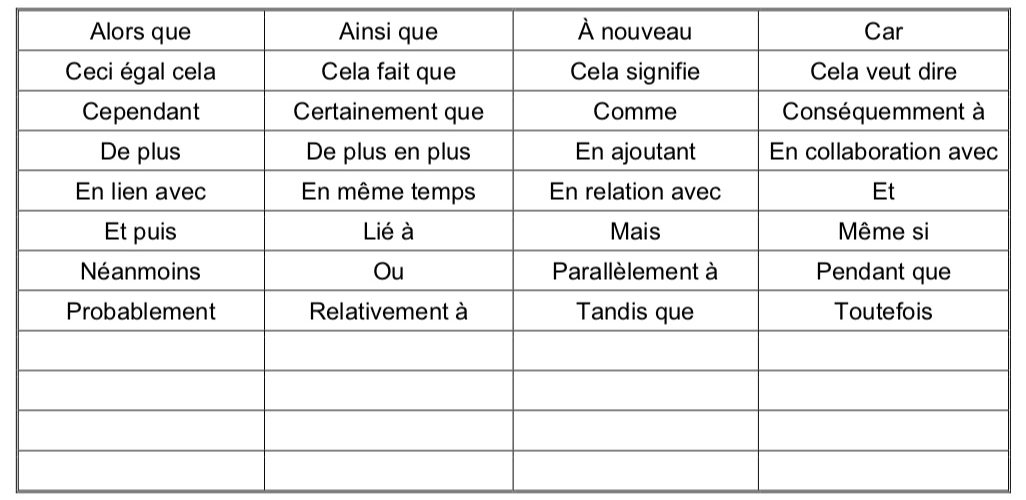 Alors que Ainsi que À nouveau Car
Ceci égal cela Cela fait que Cela signifie Cela veut dire
Cependant Certainement que Comme Conséquemment à
De plus De plus en plus En ajoutant En collaboration avec
En lien avec En même temps En relation avec Et
Et puis Lié à Mais Même si
Néanmoins Ou Parallèlement à Pendant que
Probablement Relativement à Tandis que Toutefois